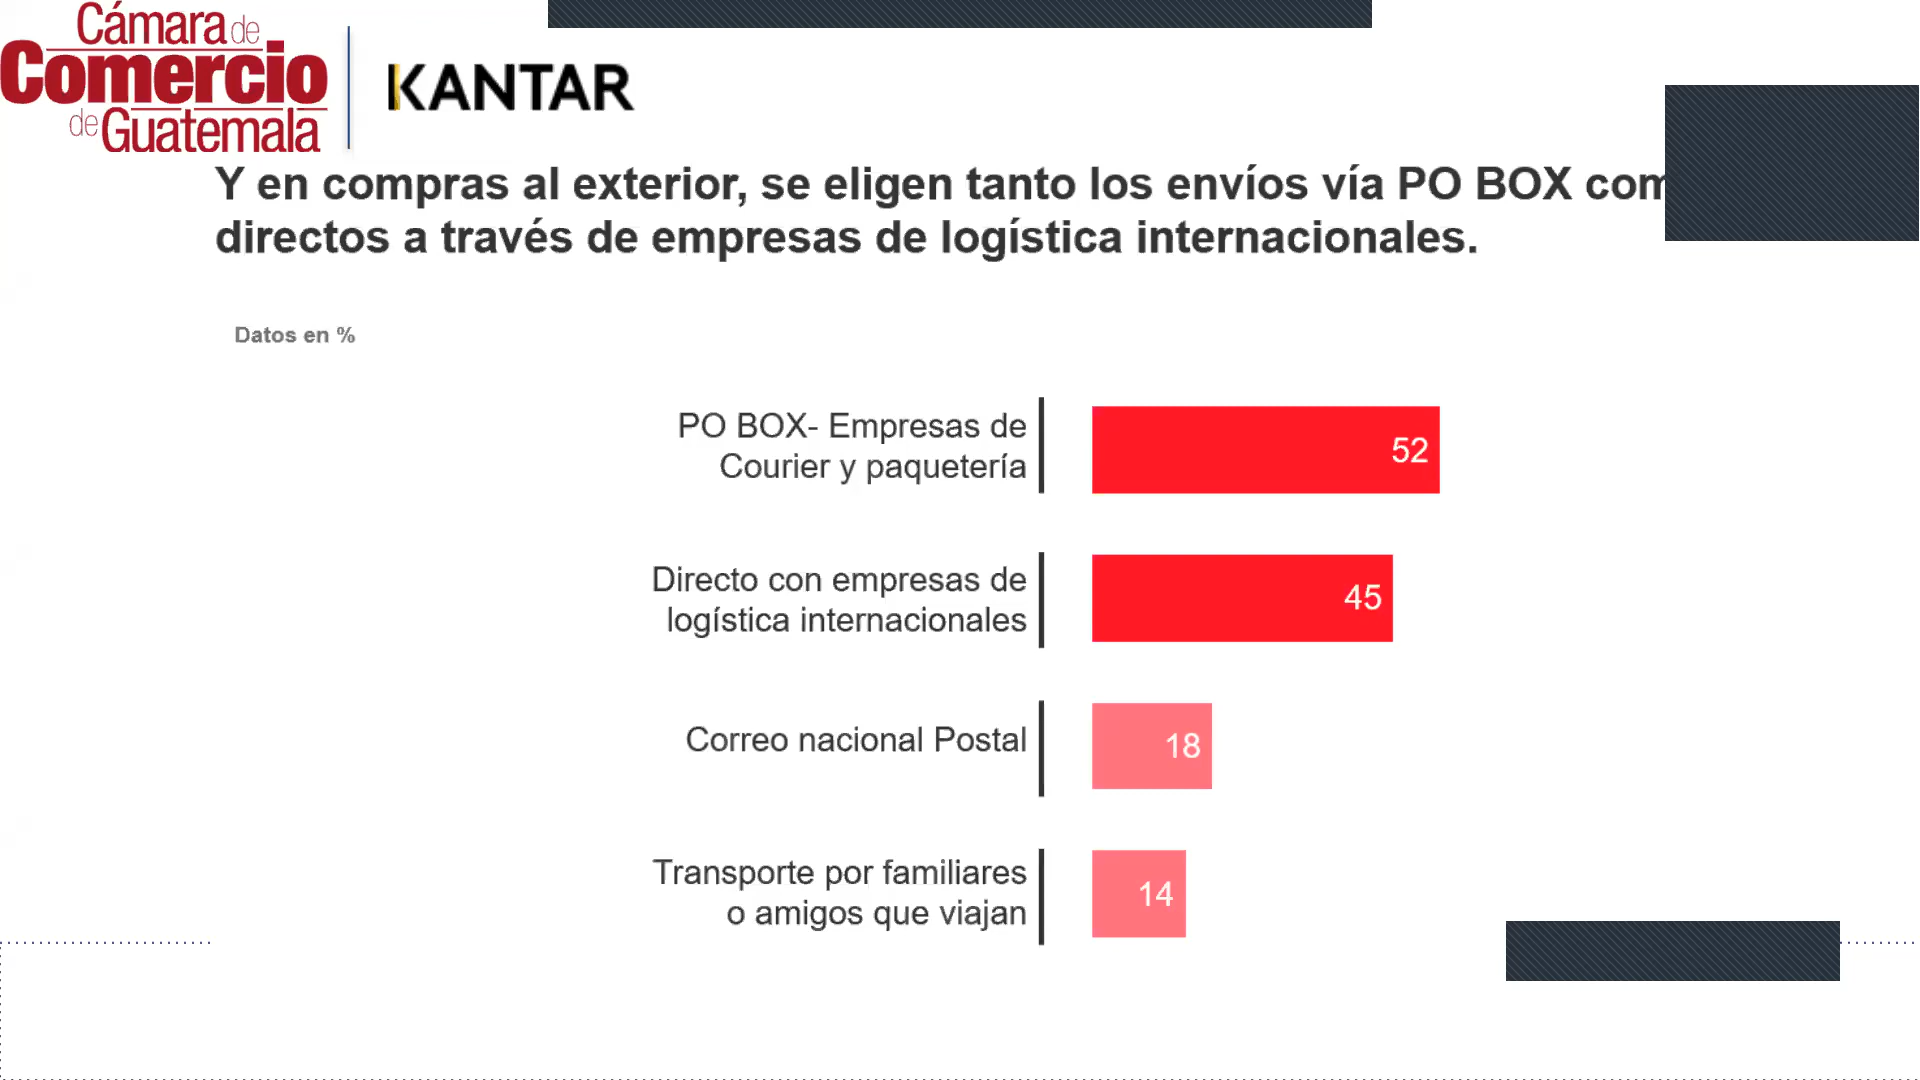 Cámara de
Comercio
de Guatemala
KANTAR
Y en compras al exterior, se eligen tanto los envíos vía PO BOX com
directos a través de empresas de logística internacionales.
Datos en %
PO BOX- Empresas de
Courier y paquetería
52
Directo con empresas de
logística internacionales
45
Correo nacional Postal
18
Transporte por familiares
o amigos que viajan
14